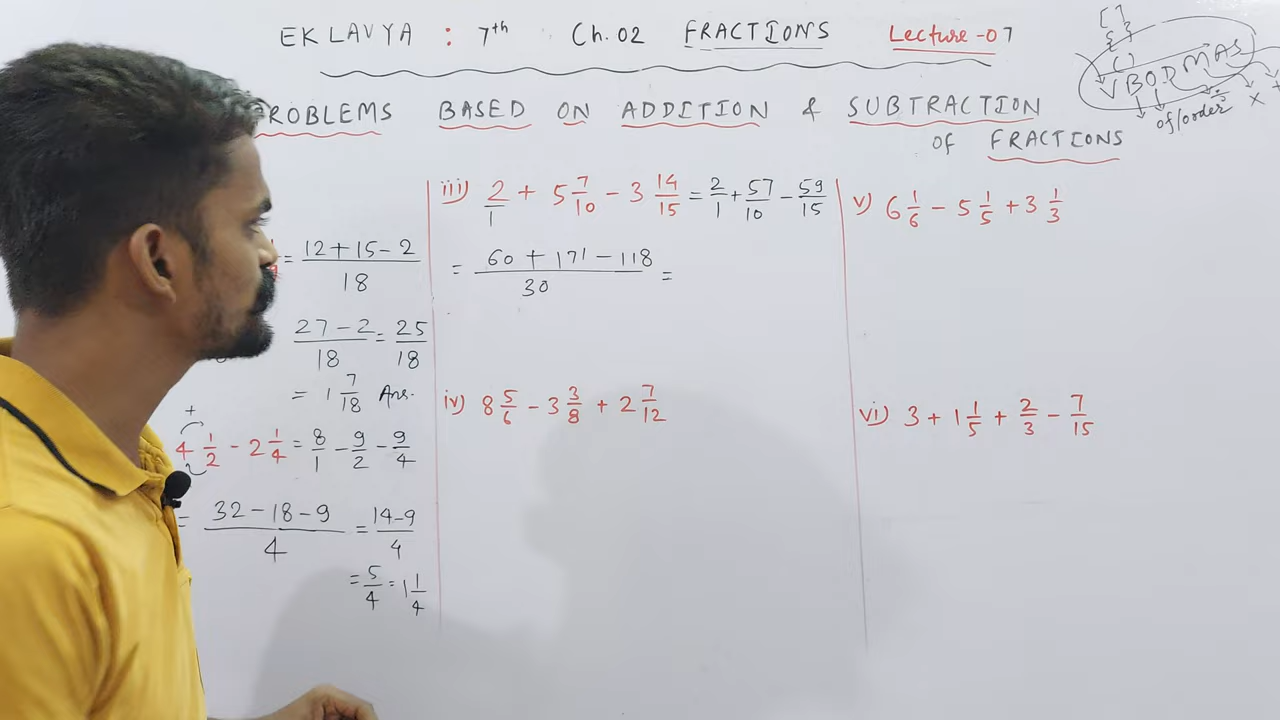 EKLAVYA : 7th Ch.02 FRACTIONS Lecture-07
[ ]
{ }
( )
VBODMAS
of/order ÷ × +
PROBLEMS BASED ON ADDITION & SUBTRACTION
OF FRACTIONS
= 12+15-2/18
27-2/18 = 25/18
= 1 7/18 Ans.
+
4 1/2 - 2 1/4 = 8/1 - 9/2 - 9/4
= 32-18-9/4 = 14-9/4
= 5/4 = 1 1/4
iii) 2/1 + 5 7/10 - 3 14/15 = 2/1 + 57/10 - 59/15
= 60 + 171 - 118/30 =
iv) 8 5/6 - 3 3/8 + 2 7/12
v) 6 1/6 - 5 1/5 + 3 1/3
vi) 3 + 1 1/5 + 2/3 - 7/15